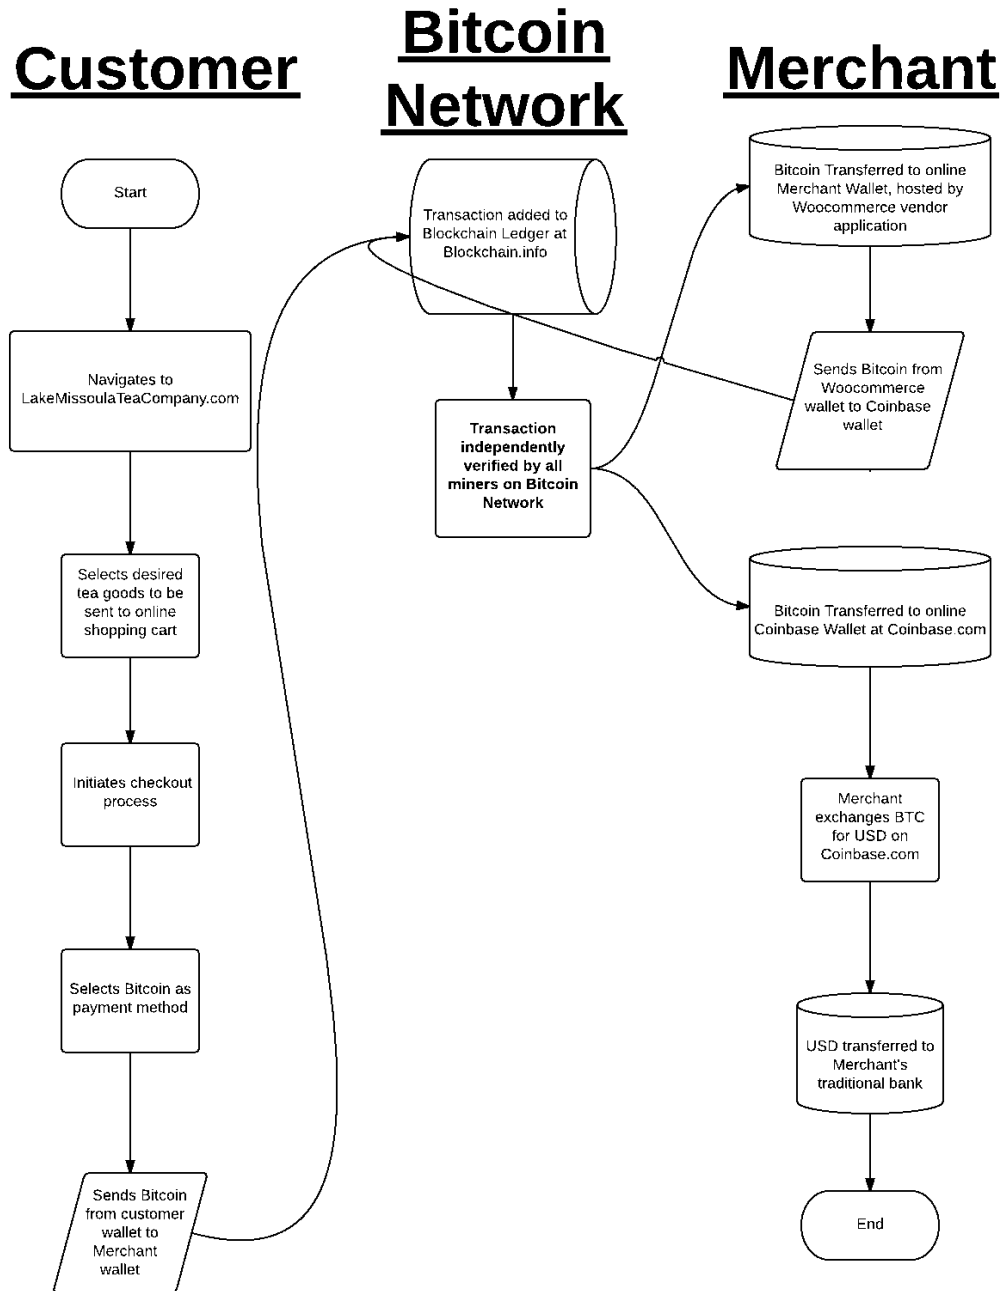 Customer
Bitcoin
Network
Merchant
Start
Navigates to
LakeMissoulaTeaCompany.com
Selects desired
tea goods to be
sent to online
shopping cart
Initiates checkout
process
Selects Bitcoin as
payment method
Sends Bitcoin
from customer
wallet to
Merchant
wallet
Transaction added to
Blockchain Ledger at
Blockchain.info
Transaction
independently
verified by all
miners on Bitcoin
Network
Bitcoin Transferred to online
Merchant Wallet, hosted by
Woocommerce vendor
application
Sends Bitcoin from
Woocommerce
wallet to Coinbase
wallet
Bitcoin Transferred to online
Coinbase Wallet at Coinbase.com
Merchant
exchanges BTC
for USD on
Coinbase.com
USD transferred to
Merchant's
traditional bank
End